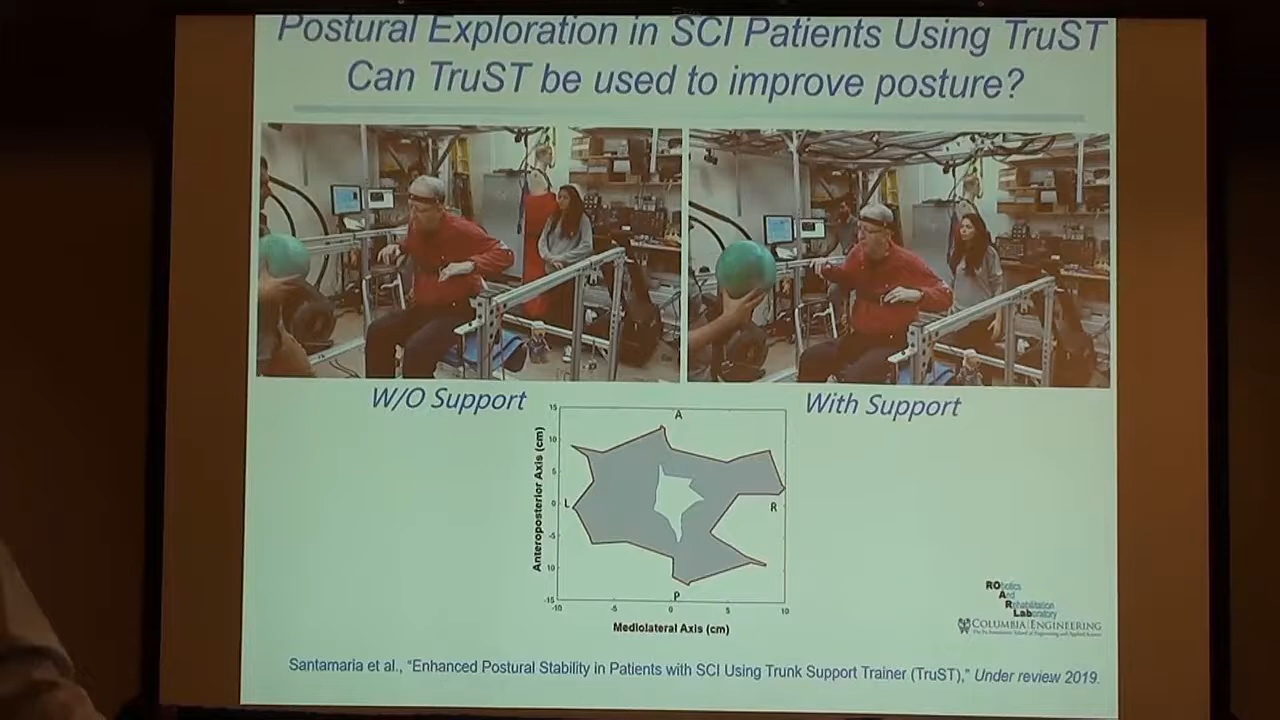 Postural Exploration in SCI Patients Using TruST
Can TruST be used to improve posture?
W/O Support
With Support
15
10
5
0
-5
10
-15
A
L
R
P
-10
-5
0
5
10
Anteroposterior Axis (cm)
Mediolateral Axis (cm)
RObotics
And
Rehabilitation
Laboratory
COLUMBIA | ENGINEERING
Santamaria et al., “Enhanced Postural Stability in Patients with SCI Using Trunk Support Trainer (TruST),” Under review 2019.